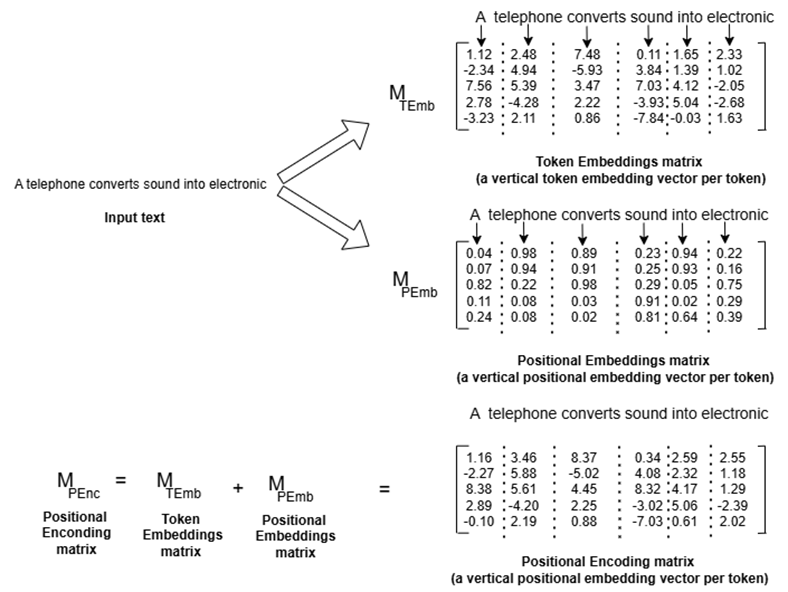 A telephone converts sound into electronic
1.12 2.48 7.48 0.11 1.65 2.33
-2.34 4.94 -5.93 3.84 1.39 1.02
7.56 5.39 3.47 7.03 4.12 -2.05
2.78 -4.28 2.22 -3.93 5.04 -2.68
-3.23 2.11 0.86 -7.84 -0.03 1.63
M TEmb
Token Embeddings matrix
(a vertical token embedding vector per token)
A telephone converts sound into electronic
Input text
A telephone converts sound into electronic
0.04 0.98 0.89 0.23 0.94 0.22
0.07 0.94 0.91 0.25 0.93 0.16
0.82 0.22 0.98 0.29 0.05 0.75
0.11 0.08 0.03 0.91 0.02 0.29
0.24 0.08 0.02 0.81 0.64 0.39
M PEmb
Positional Embeddings matrix
(a vertical positional embedding vector per token)
A telephone converts sound into electronic
M PEnc = M TEmb + M PEmb =
Positional Enconding matrix
Token Embeddings matrix
Positional Embeddings matrix
1.16 3.46 8.37 0.34 2.59 2.55
-2.27 5.88 -5.02 4.08 2.32 1.18
8.38 5.61 4.45 8.32 4.17 1.29
2.89 -4.20 2.25 -3.02 5.06 -2.39
-0.10 2.19 0.88 -7.03 0.61 2.02
Positional Encoding matrix
(a vertical positional embedding vector per token)